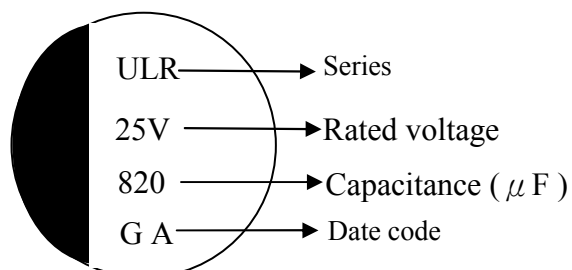 ULR Series
25V Rated voltage
820 Capacitance ( μ F )
G A Date code